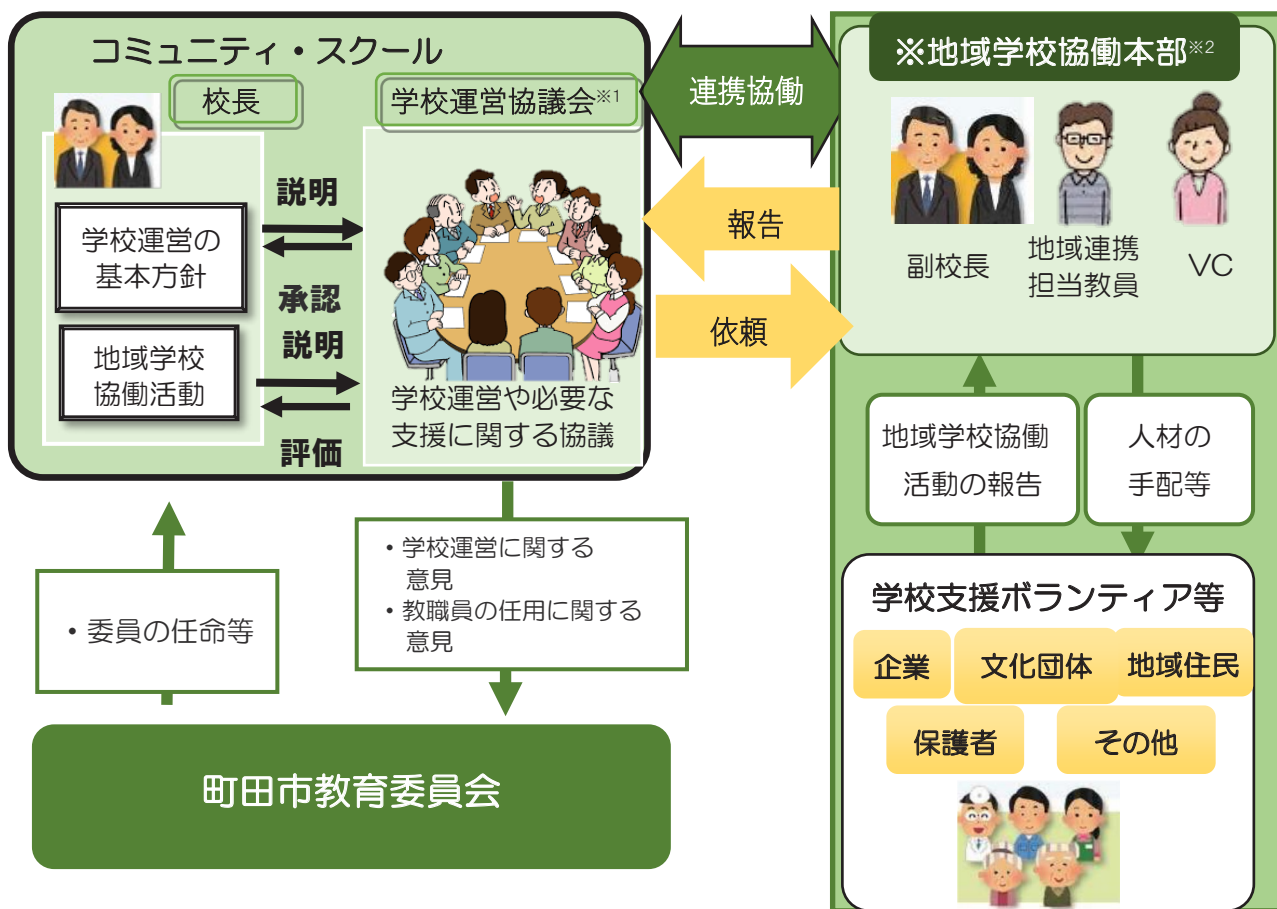 コミュニティ・スクール
校長
学校運営協議会※1
説明
学校運営の
基本方針
承認
説明
地域学校
協働活動
評価
学校運営や必要な
支援に関する協議
連携協働
報告
依頼
※地域学校協働本部※2
副校長
地域連携
担当教員
VC
地域学校協働
活動の報告
人材の
手配等
・委員の任命等
・学校運営に関する
意見
・教職員の任用に関する
意見
町田市教育委員会
学校支援ボランティア等
企業
文化団体
地域住民
保護者
その他